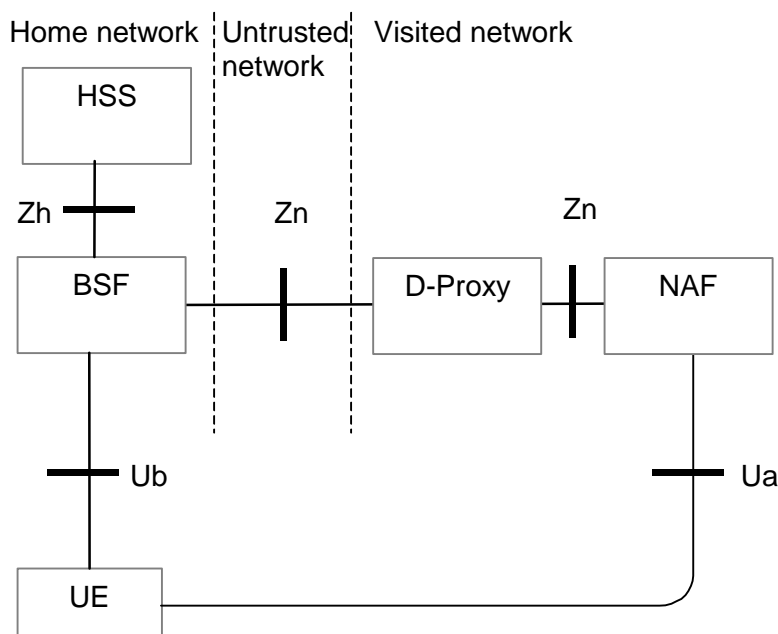 Home network
Untrusted
network
Visited network
HSS
Zh
Zn
Zn
BSF
D-Proxy
NAF
Ub
Ua
UE